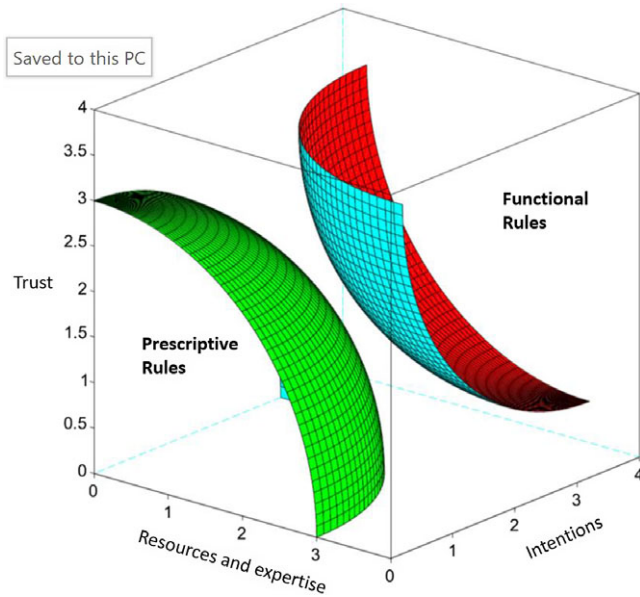 Saved to this PC
4
3.5
3
2.5
2
1.5
1
0.5
0
Trust
Functional
Rules
Prescriptive
Rules
0
1
2
3
Resources and expertise
0
1
2
3
4
Intentions